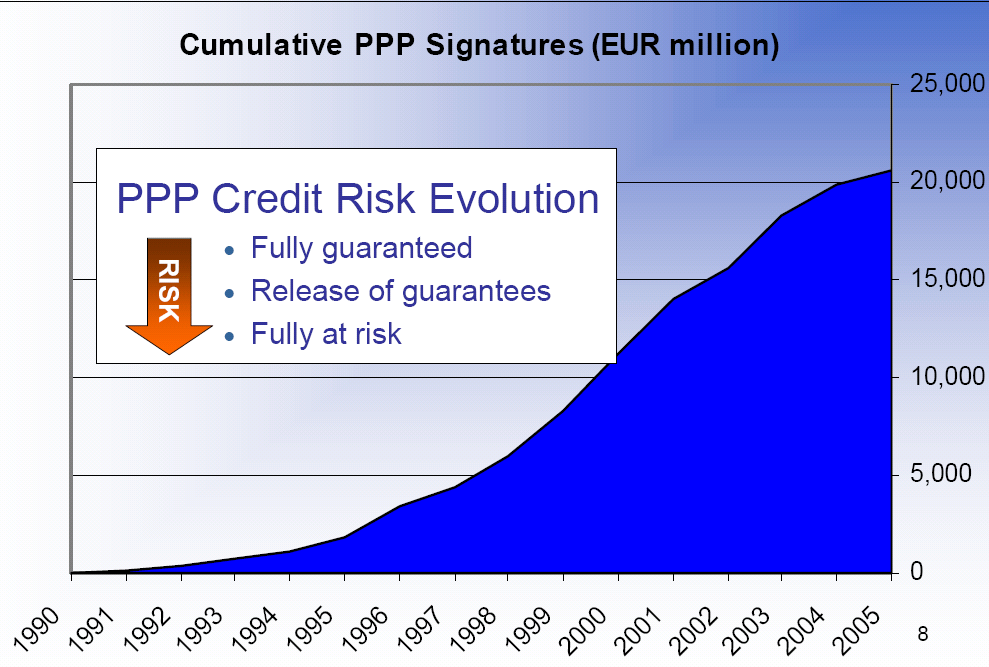 Cumulative PPP Signatures (EUR million)
25,000
20,000
15,000
10,000
5,000
0
PPP Credit Risk Evolution
RISK
• Fully guaranteed
• Release of guarantees
• Fully at risk
1990 1991 1992 1993 1994 1995 1996 1997 1998 1999 2000 2001 2002 2003 2004 2005
8